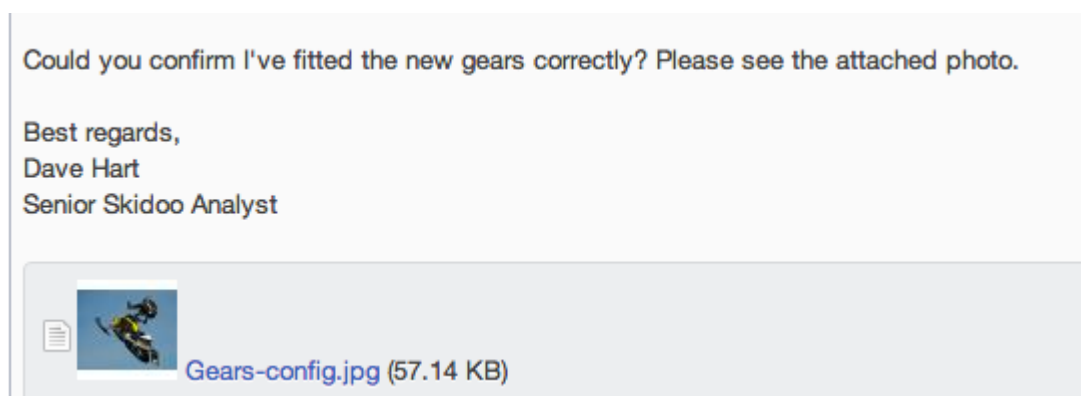 Could you confirm I've fitted the new gears correctly? Please see the attached photo.
Best regards,
Dave Hart
Senior Skidoo Analyst
Gears-config.jpg (57.14 KB)